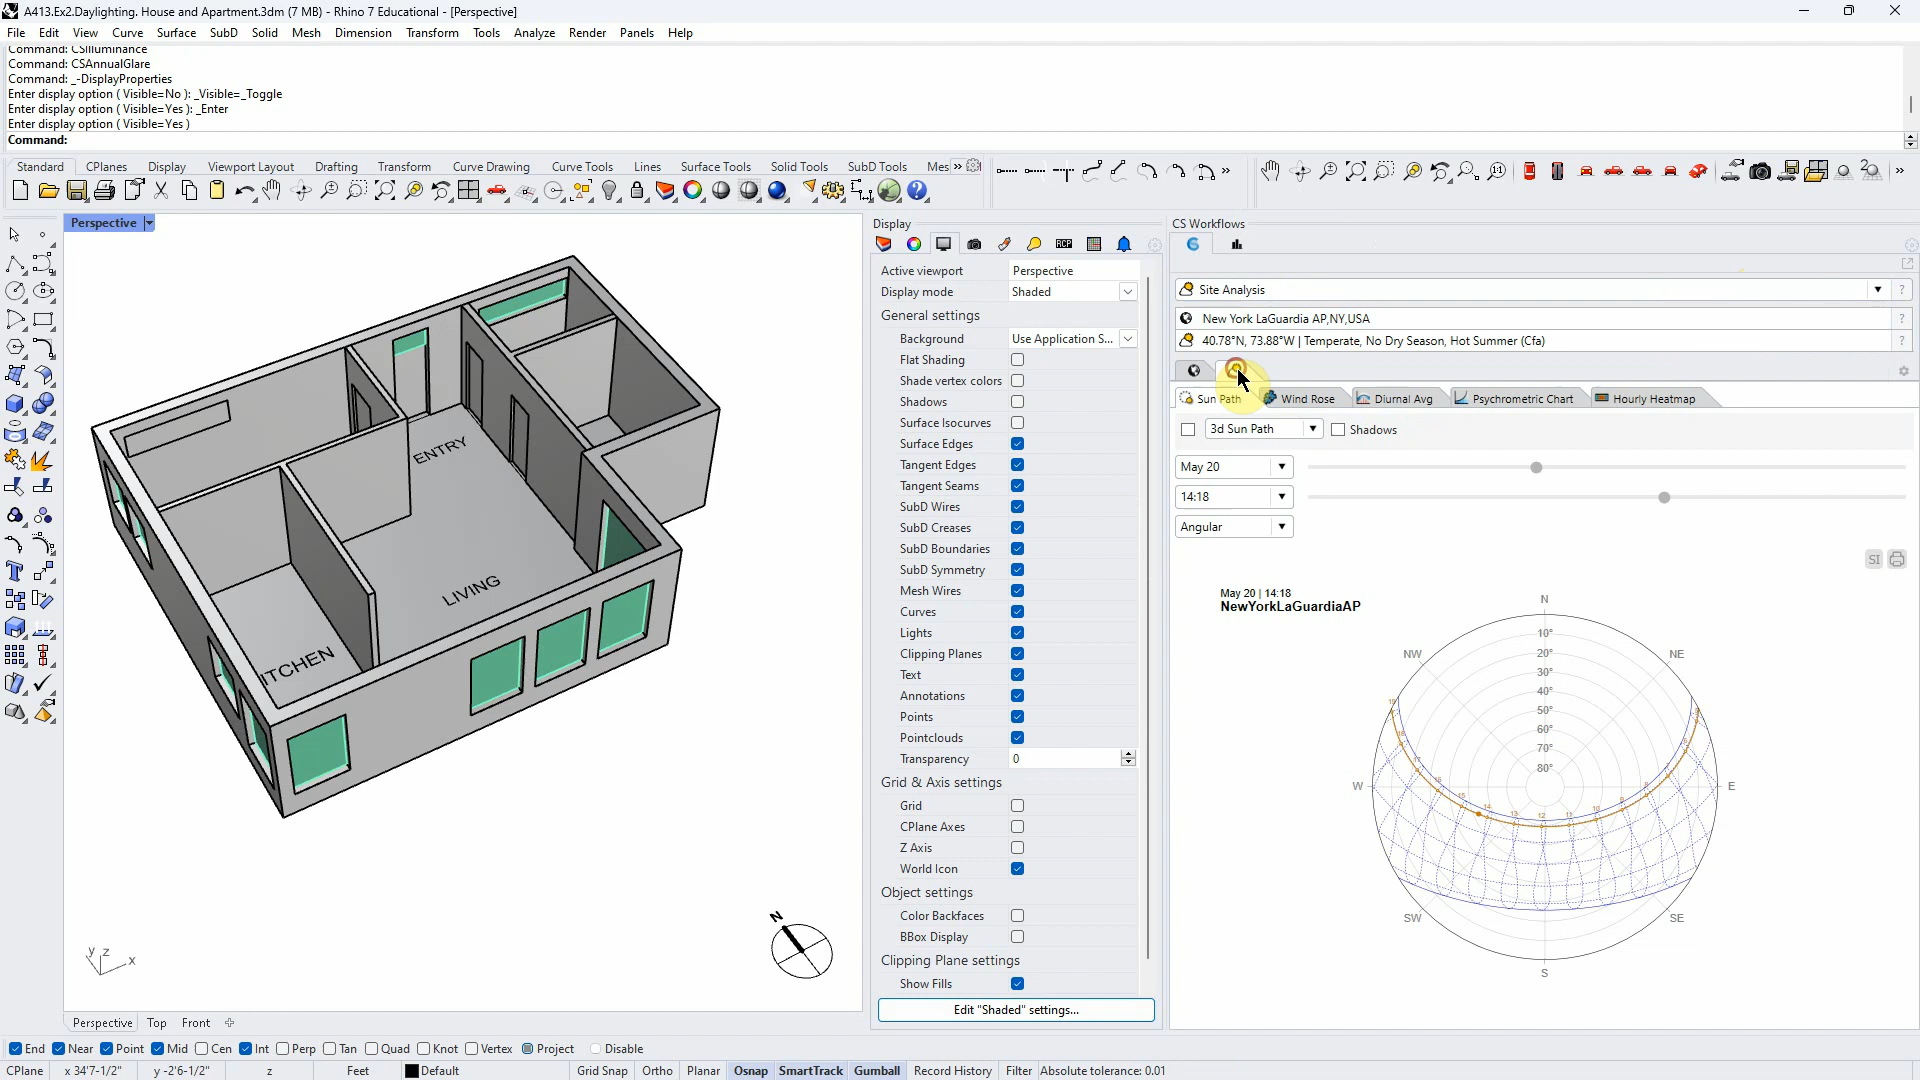 A413.Ex2.Daylighting. House and Apartment.3dm (7 MB) - Rhino 7 Educational - [Perspective]
File Edit View Curve Surface SubD Solid Mesh Dimension Transform Tools Analyze Render Panels Help
Command: CSIlluminance
Command: CSAnnualGlare
Command: _-DisplayProperties
Enter display option ( Visible=No ): _Visible=_Toggle
Enter display option ( Visible=Yes ): _Enter
Enter display option ( Visible=Yes )
Command:
Standard CPlanes Display Viewport Layout Drafting Transform Curve Drawing Curve Tools Lines Surface Tools Solid Tools SubD Tools Mes »
Perspective
ENTRY
LIVING
ITCHEN
N
y z x
Display
Active viewport Perspective
Display mode Shaded
General settings
Background Use Application S...
Flat Shading
Shade vertex colors
Shadows
Surface Isocurves
Surface Edges
Tangent Edges
Tangent Seams
SubD Wires
SubD Creases
SubD Boundaries
SubD Symmetry
Mesh Wires
Curves
Lights
Clipping Planes
Text
Annotations
Points
Pointclouds
Transparency 0
Grid & Axis settings
Grid
CPlane Axes
Z Axis
World Icon
Object settings
Color Backfaces
BBox Display
Clipping Plane settings
Show Fills
Edit "Shaded" settings...
CS Workflows
Site Analysis ?
New York LaGuardia AP,NY,USA ?
40.78°N, 73.88°W | Temperate, No Dry Season, Hot Summer (Cfa) ?
Sun Path Wind Rose Diurnal Avg Psychrometric Chart Hourly Heatmap
3d Sun Path Shadows
May 20
14:18
Angular
SI
May 20 | 14:18
NewYorkLaGuardiaAP
N
10°
NW 20° NE
30°
40°
50°
60°
70°
80°
W E
15 14 13 12 11 10
SW SE
S
Perspective Top Front
End Near Point Mid Cen Int Perp Tan Quad Knot Vertex Project Disable
CPlane x 34'7-1/2" y -2'6-1/2" z Feet Default Grid Snap Ortho Planar Osnap SmartTrack Gumball Record History Filter Absolute tolerance: 0.01